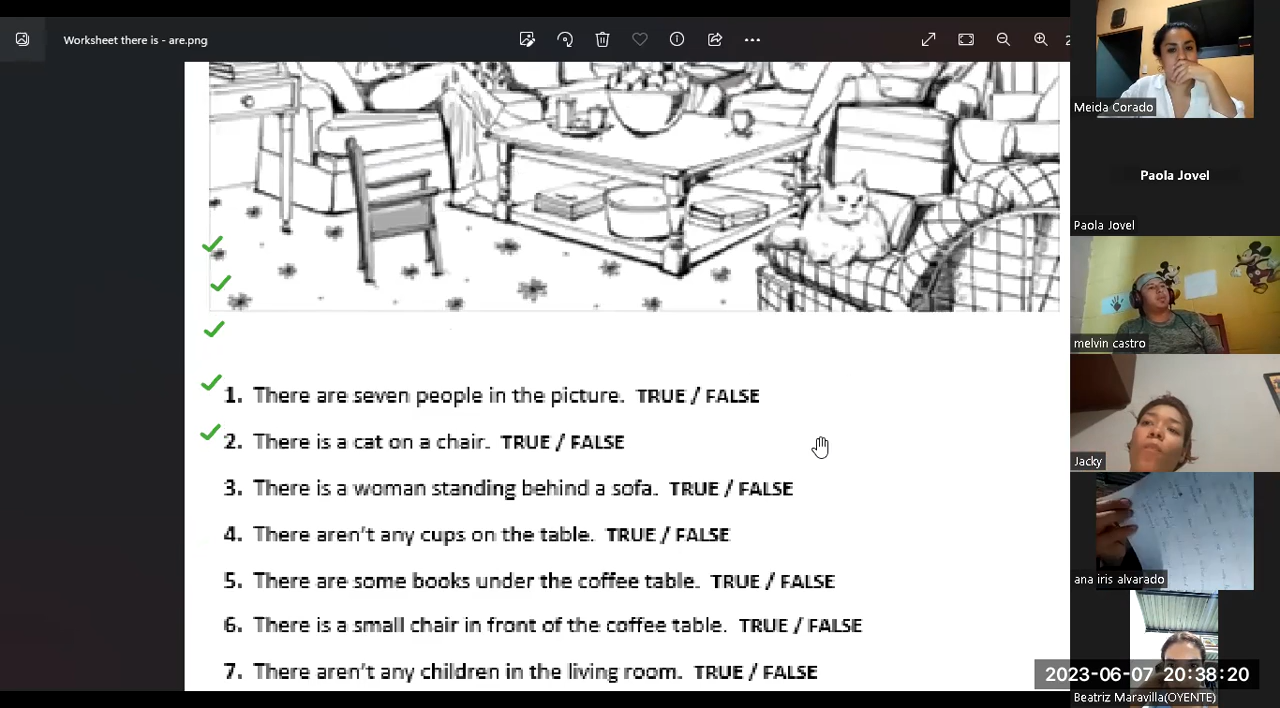 Worksheet there is - are.png
2
Meida Corado
Paola Jovel
Paola Jovel
melvin castro
Jacky
ana iris alvarado
1. There are seven people in the picture. TRUE / FALSE
2. There is a cat on a chair. TRUE / FALSE
3. There is a woman standing behind a sofa. TRUE / FALSE
4. There aren't any cups on the table. TRUE / FALSE
5. There are some books under the coffee table. TRUE / FALSE
6. There is a small chair in front of the coffee table. TRUE / FALSE
7. There aren't any children in the living room. TRUE / FALSE
2023-06-07 20:38:20
Beatriz Maravilla(OYENTE)